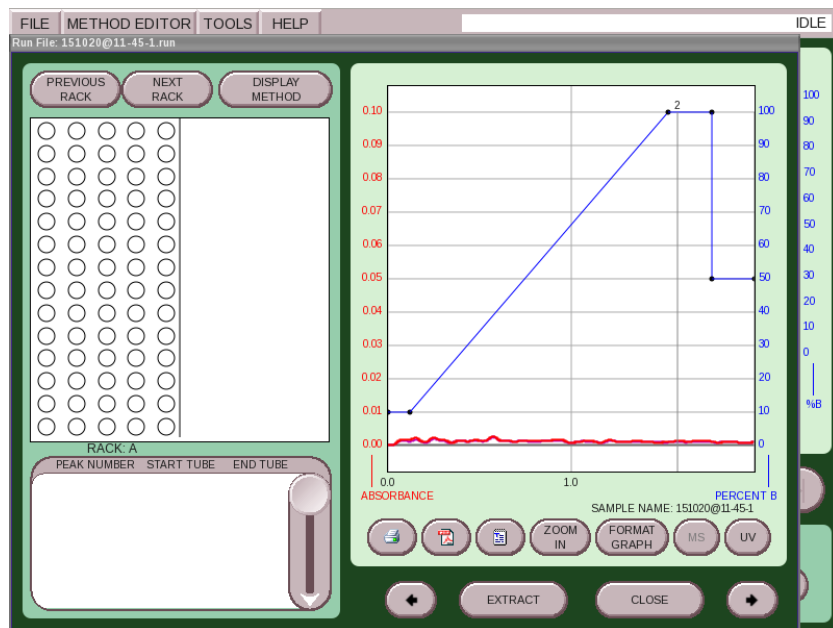 FILE METHOD EDITOR TOOLS HELP IDLE
Run File: 151020@11-45-1.run
PREVIOUS RACK
NEXT RACK
DISPLAY METHOD
RACK: A
PEAK NUMBER START TUBE END TUBE
2
0.10 100
0.09 90
0.08 80
0.07 70
0.06 60
0.05 50
0.04 40
0.03 30
0.02 20
0.01 10
0.00 0
0.0 1.0
ABSORBANCE PERCENT B
SAMPLE NAME: 151020@11-45-1
ZOOM IN
FORMAT GRAPH
MS
UV
EXTRACT
CLOSE
100
90
80
70
60
50
40
30
20
10
0
%B